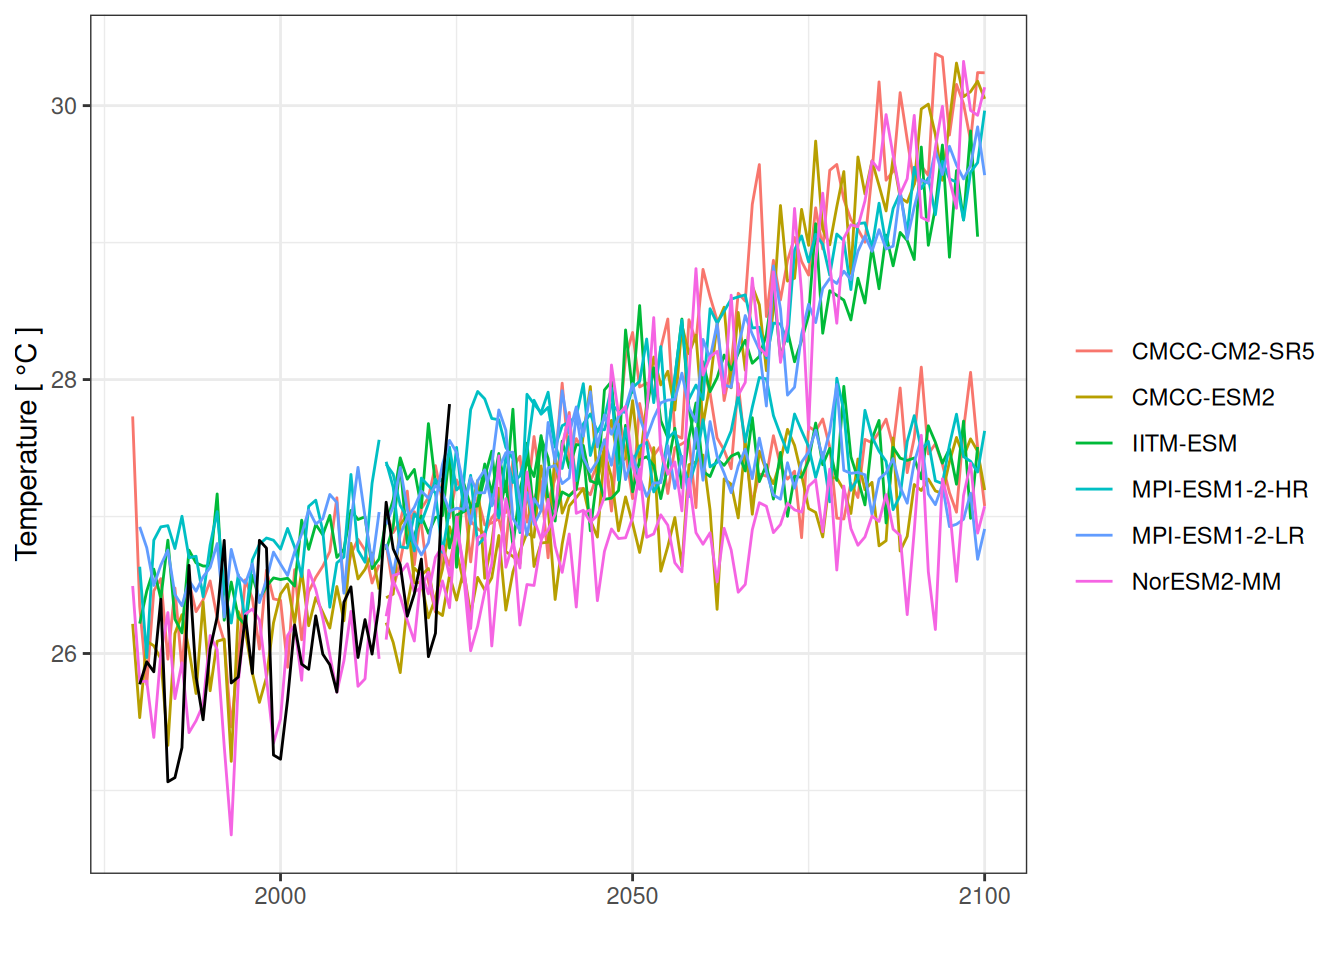 Temperature [ °C ]
30
28
26
2000
2050
2100
CMCC-CM2-SR5
CMCC-ESM2
IITM-ESM
MPI-ESM1-2-HR
MPI-ESM1-2-LR
NorESM2-MM